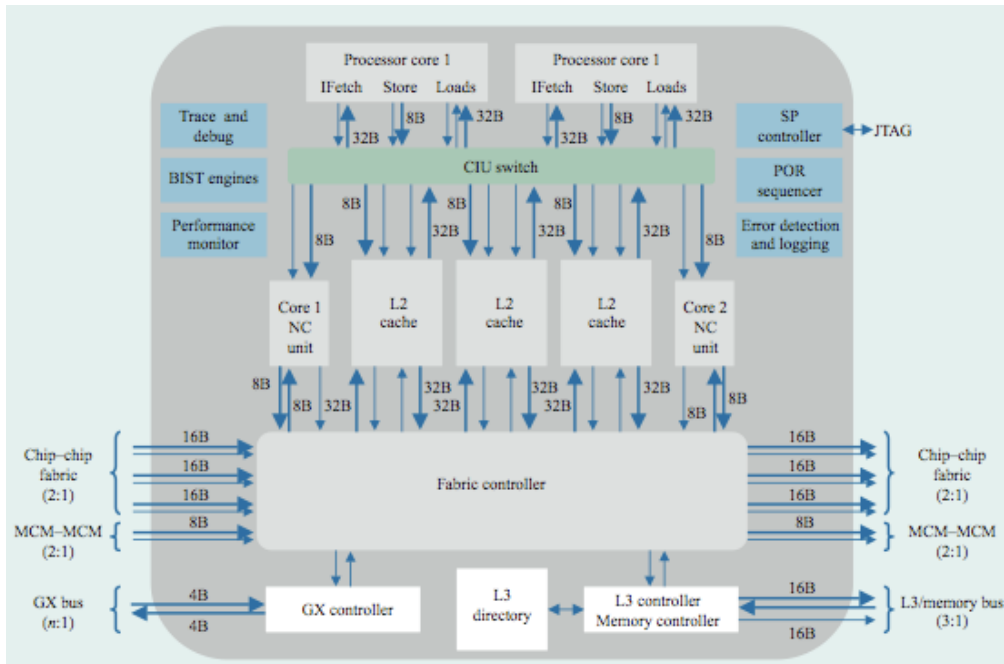 Processor core 1
IFetch Store Loads
Processor core 1
IFetch Store Loads
Trace and
debug
SP
controller
JTAG
32B
8B
32B
32B
8B
32B
CIU switch
BIST engines
POR
sequencer
Performance
monitor
Error detection
and logging
8B
8B
32B
8B
32B
8B
32B
8B
Core 1
NC
unit
L2
cache
L2
cache
L2
cache
Core 2
NC
unit
8B
8B
32B
32B
32B
32B
32B
32B
8B
8B
Chip–chip
fabric
(2:1)
16B
16B
16B
MCM–MCM
(2:1)
8B
Fabric controller
16B
16B
16B
Chip–chip
fabric
(2:1)
8B
MCM–MCM
(2:1)
GX bus
(n:1)
4B
4B
GX controller
L3
directory
L3 controller
Memory controller
16B
16B
L3/memory bus
(3:1)